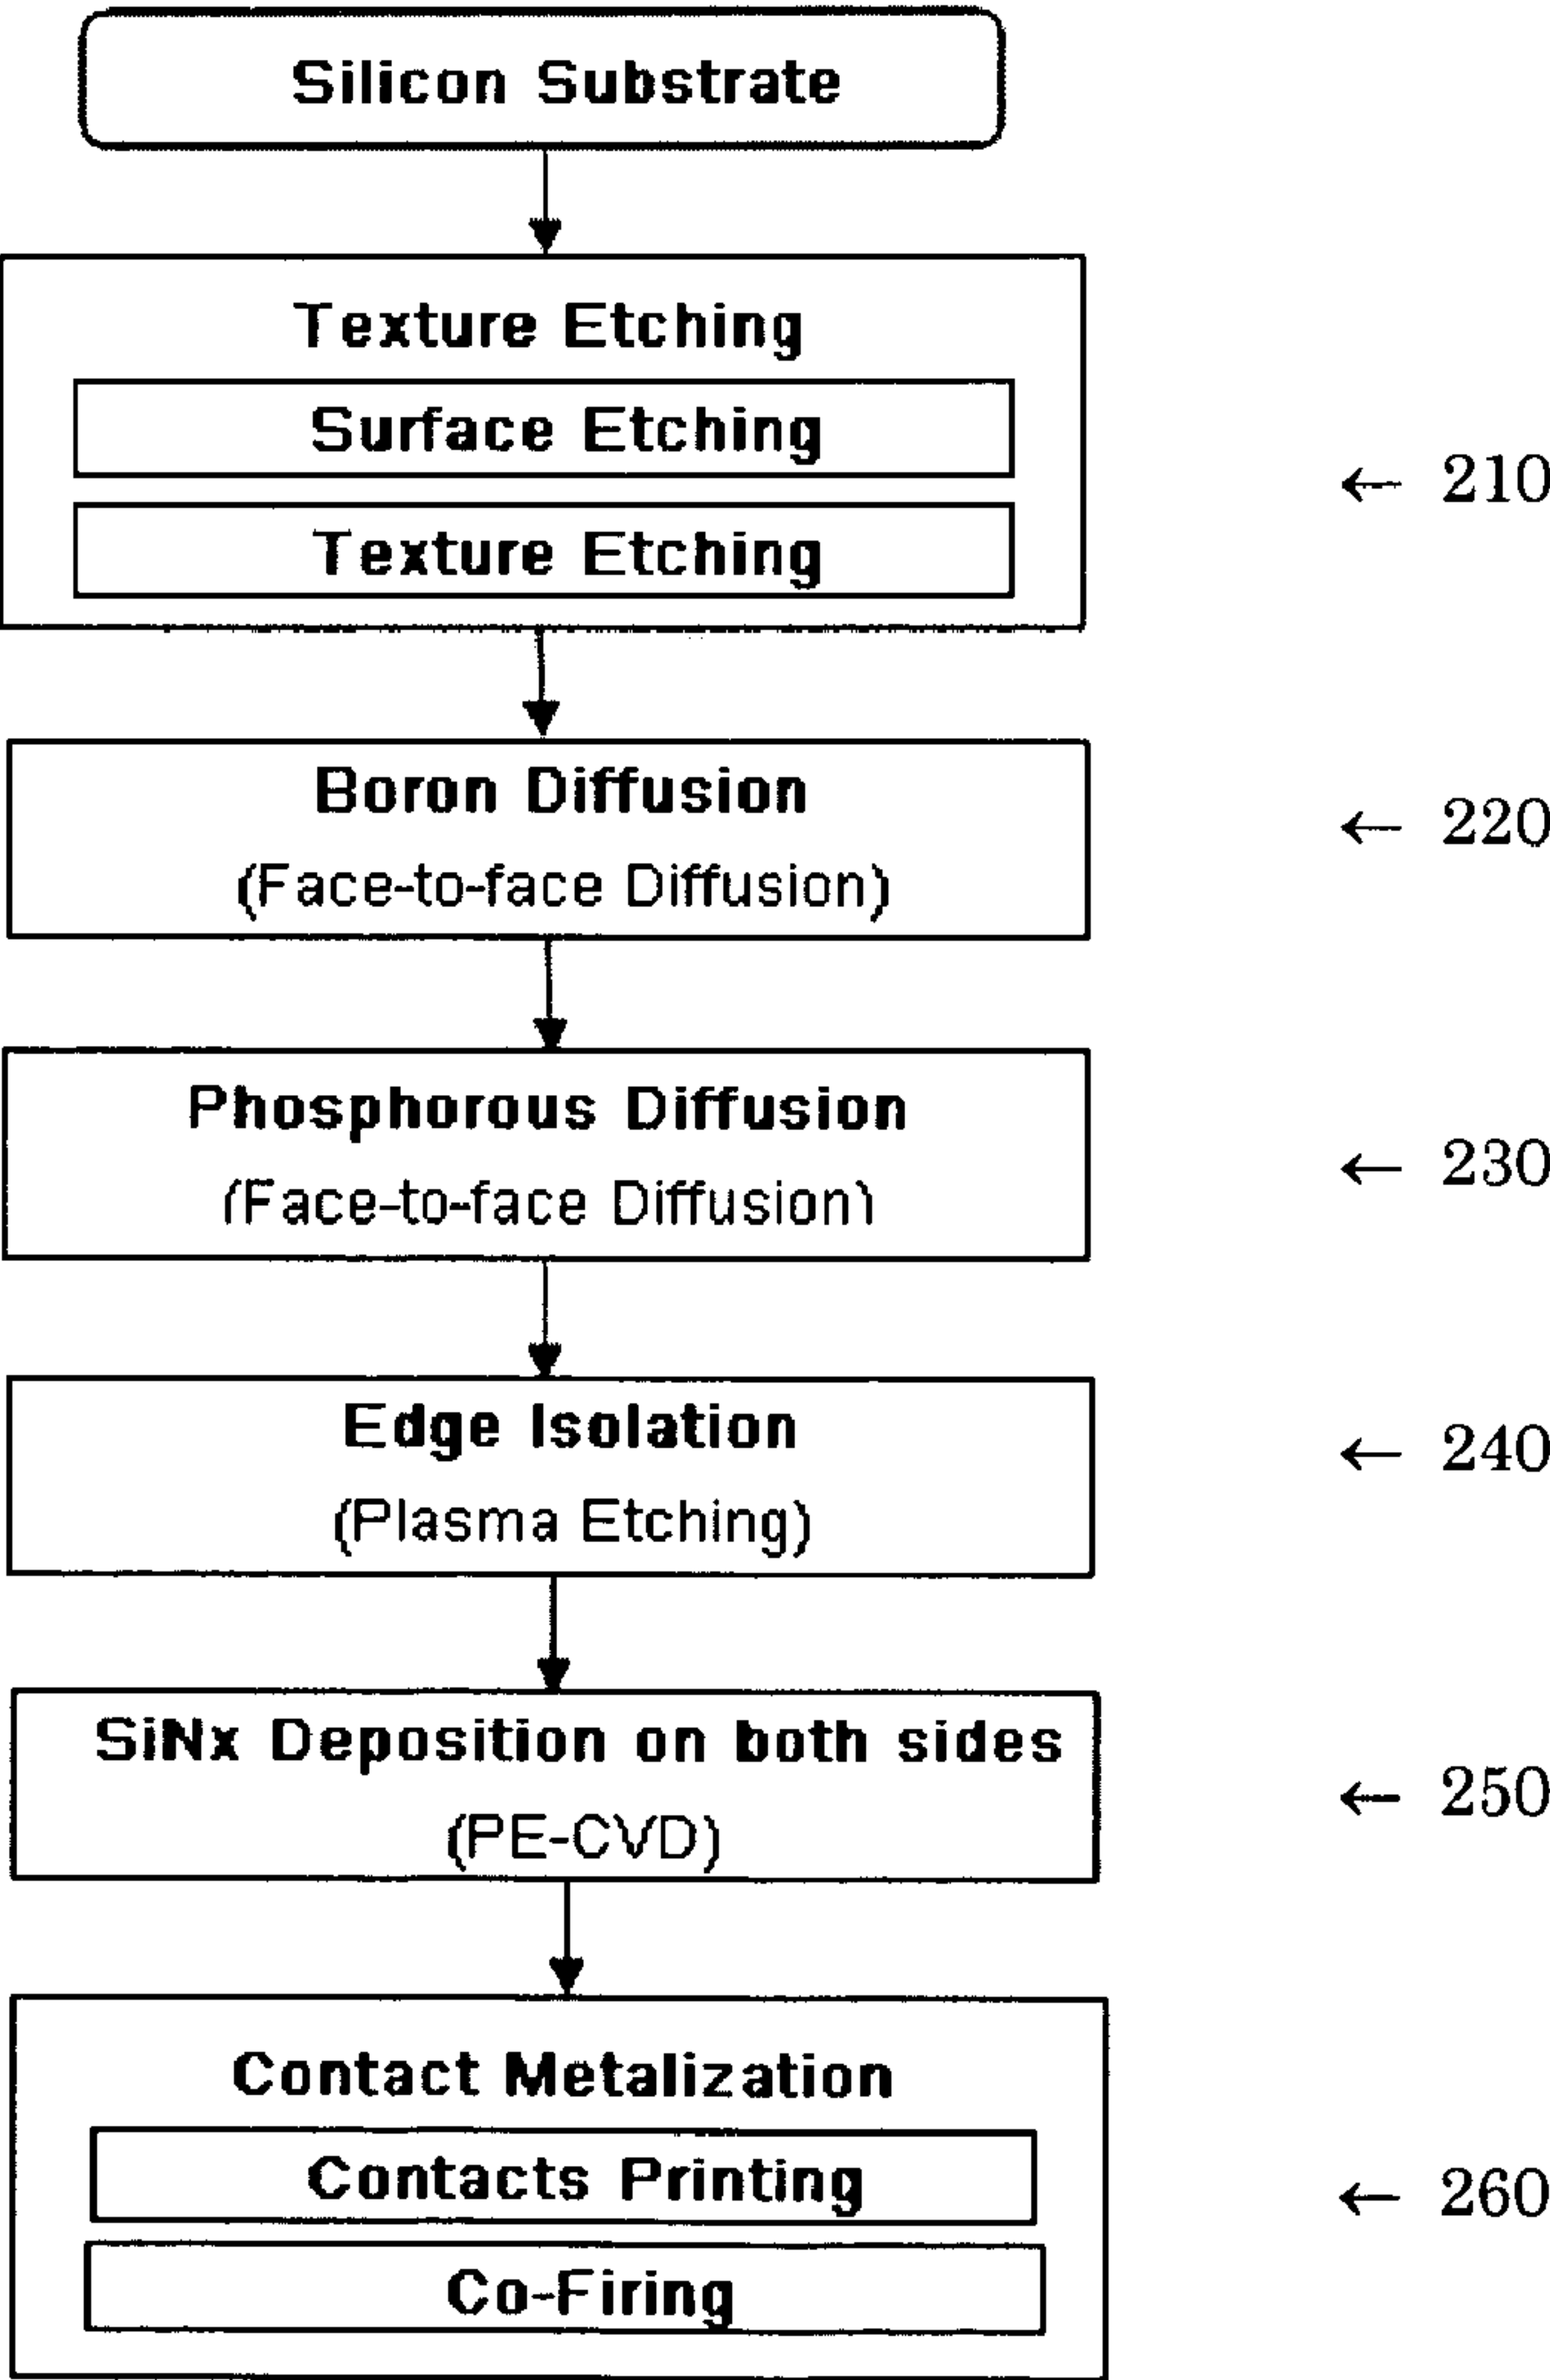 Silicon Substrate
Texture Etching
Surface Etching
← 210
Texture Etching
Boron Diffusion
← 220
(Face-to-face Diffusion)
Phosphorous Diffusion
← 230
(Face-to-face Diffusion)
Edge Isolation
← 240
(Plasma Etching)
SiNx Deposition on both sides
← 250
(PE-CVD)
Contact Metalization
Contacts Printing
← 260
Co-Firing